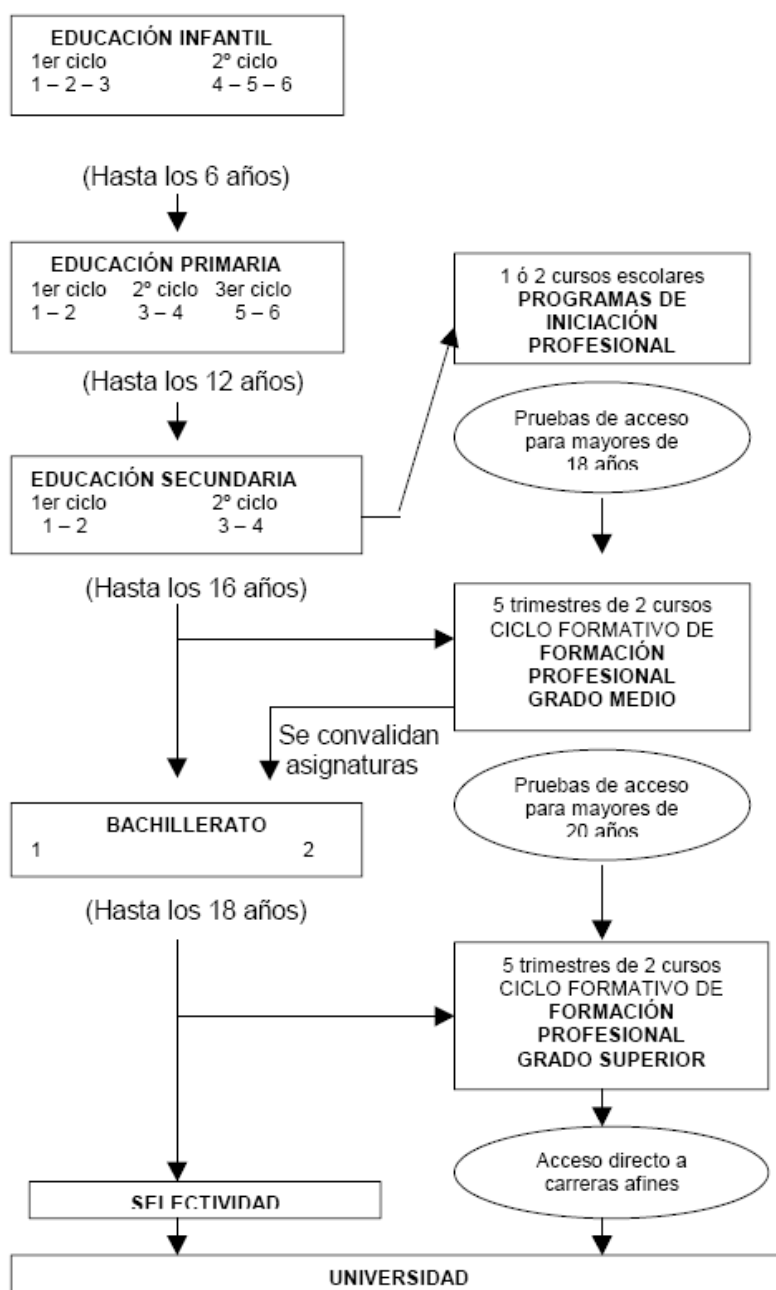 EDUCACIÓN INFANTIL
1er ciclo 2º ciclo
1 – 2 – 3 4 – 5 – 6
(Hasta los 6 años)
EDUCACIÓN PRIMARIA
1er ciclo 2º ciclo 3er ciclo
1 – 2 3 – 4 5 – 6
(Hasta los 12 años)
EDUCACIÓN SECUNDARIA
1er ciclo 2º ciclo
1 – 2 3 – 4
(Hasta los 16 años)
1 ó 2 cursos escolares
PROGRAMAS DE
INICIACIÓN
PROFESIONAL
Pruebas de acceso
para mayores de
18 años
5 trimestres de 2 cursos
CICLO FORMATIVO DE
FORMACIÓN
PROFESIONAL
GRADO MEDIO
Se convalidan
asignaturas
Pruebas de acceso
para mayores de
20 años
BACHILLERATO
1 2
(Hasta los 18 años)
5 trimestres de 2 cursos
CICLO FORMATIVO DE
FORMACIÓN
PROFESIONAL
GRADO SUPERIOR
Acceso directo a
carreras afines
SELECTIVIDAD
UNIVERSIDAD